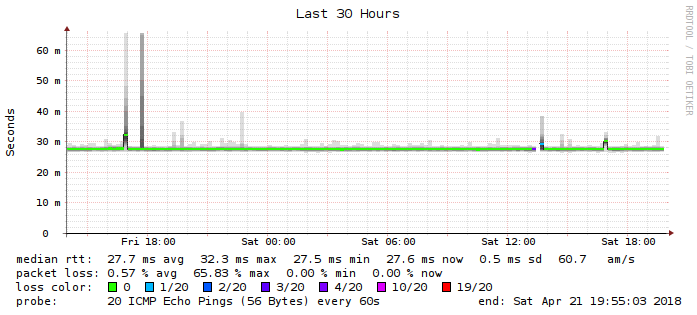 Last 30 Hours
RRDTOOL / TOBI OETIKER
Seconds
60 m
50 m
40 m
30 m
20 m
10 m
0
Fri 18:00 Sat 00:00 Sat 06:00 Sat 12:00 Sat 18:00
median rtt: 27.7 ms avg 32.3 ms max 27.5 ms min 27.6 ms now 0.5 ms sd 60.7 am/s
packet loss: 0.57 % avg 65.83 % max 0.00 % min 0.00 % now
loss color: 0 1/20 2/20 3/20 4/20 10/20 19/20
probe: 20 ICMP Echo Pings (56 Bytes) every 60s end: Sat Apr 21 19:55:03 2018